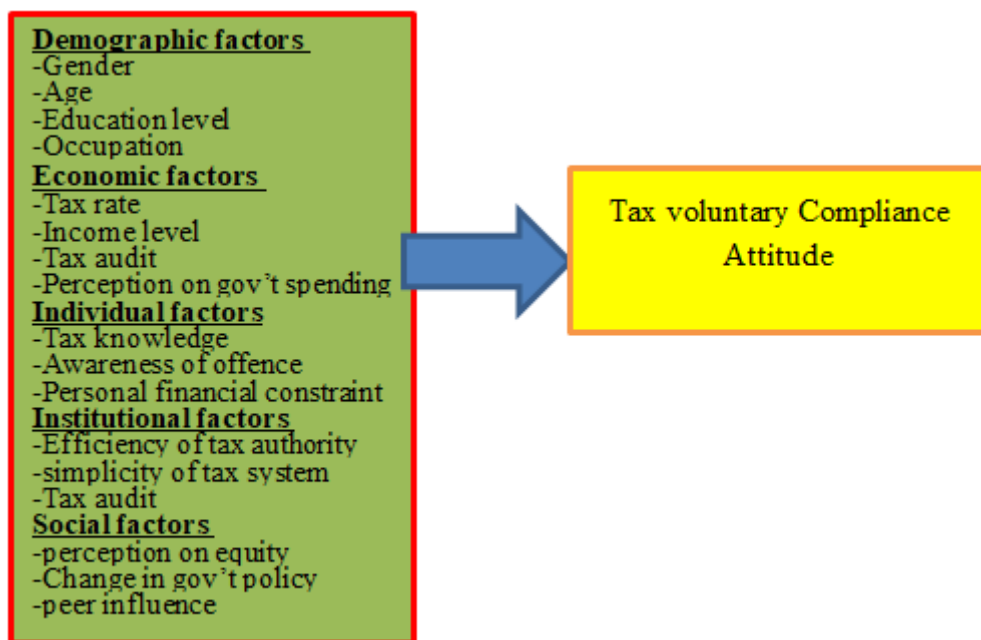 Demographic factors
-Gender
-Age
-Education level
-Occupation
Economic factors
-Tax rate
-Income level
-Tax audit
-Perception on gov’t spending
Individual factors
-Tax knowledge
-Awareness of offence
-Personal financial constraint
Institutional factors
-Efficiency of tax authority
-simplicity of tax system
-Tax audit
Social factors
-perception on equity
-Change in gov’t policy
-peer influence
Tax voluntary Compliance
Attitude